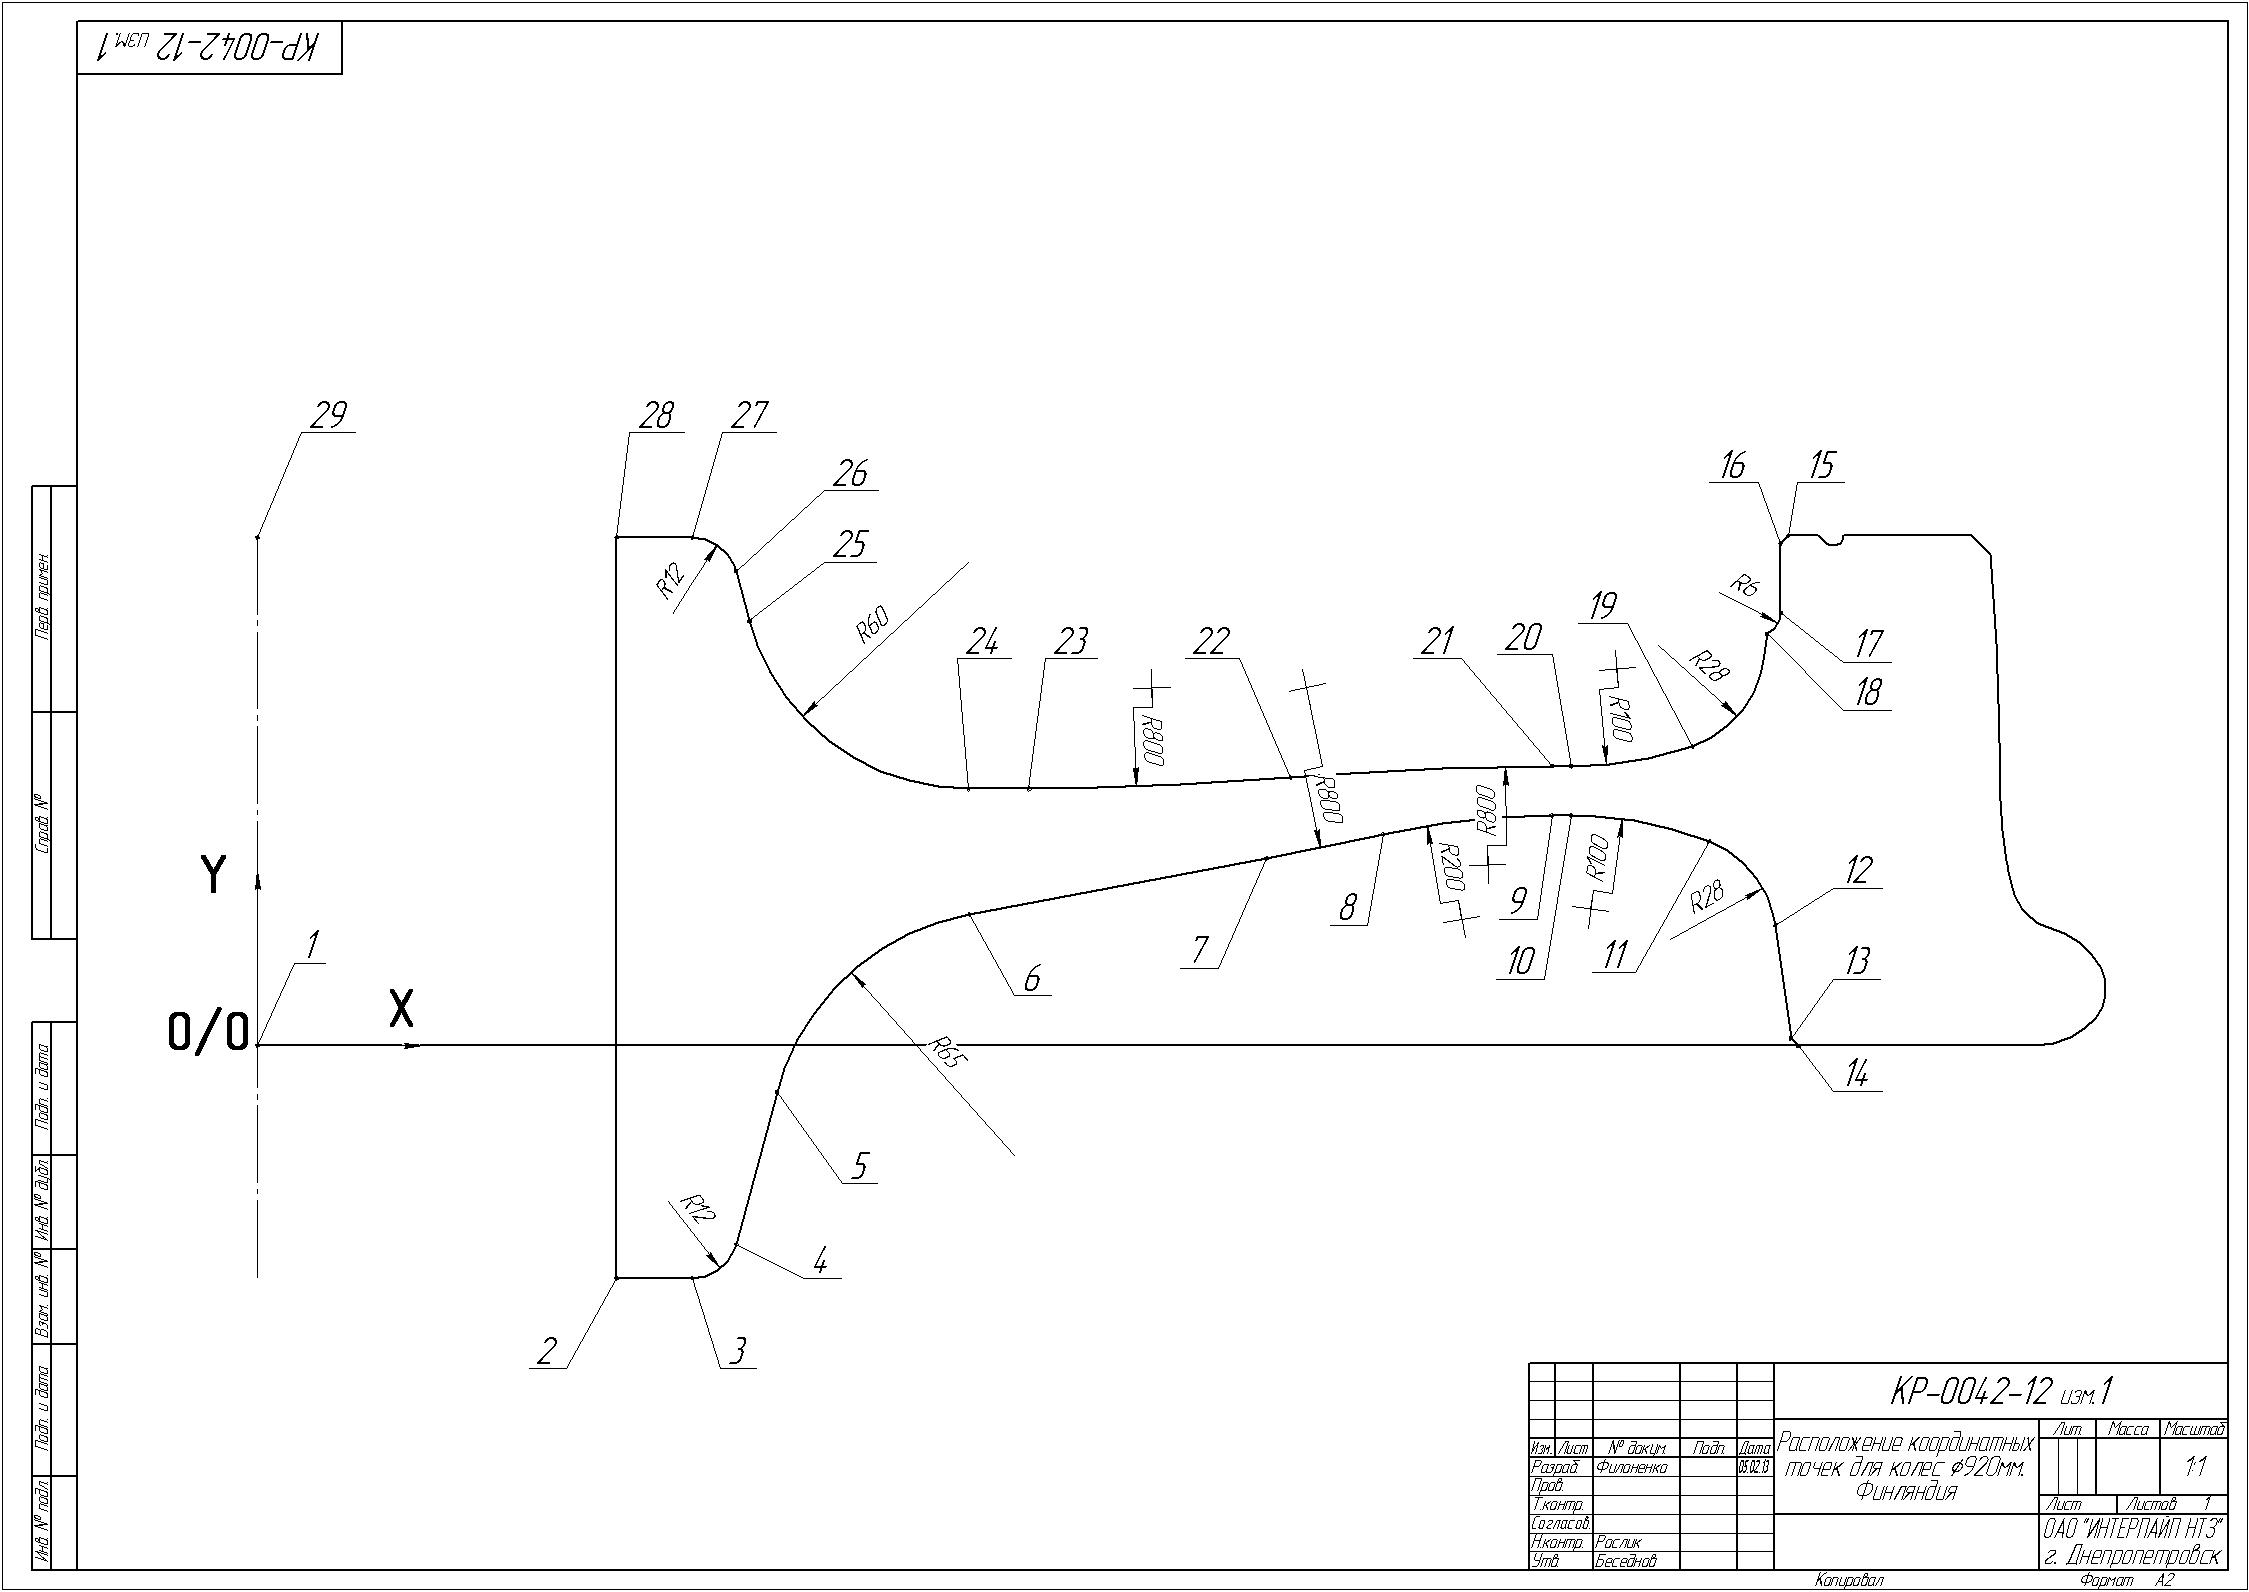 КР-0042-12 изм.1
29
28
27
26
25
24
23
22
21
20
19
16
15
17
18
R12
R60
R800
R800
R800
R100
R28
R6
Y
X
0/0
1
2
3
4
5
6
7
8
9
10
11
12
13
14
R12
R65
R200
R100
R28
Перв. примен.
Справ. №
Подп. и дата
Инв. № дубл.
Взам. инв. №
Подп. и дата
Инв. № подл.
КР-0042-12 изм.1
Расположение координатных
точек для колес ϕ920мм.
Финляндия
Лит. Масса Масштаб
1:1
Лист Листов 1
ОАО "ИНТЕРПАЙП НТЗ"
г. Днепропетровск
Изм. Лист № докум. Подп. Дата
Разраб. Филоненко 05.02.13
Пров.
Т.контр.
Согласов.
Н.контр. Раслик
Утв. Беседнов
Копировал Формат А2